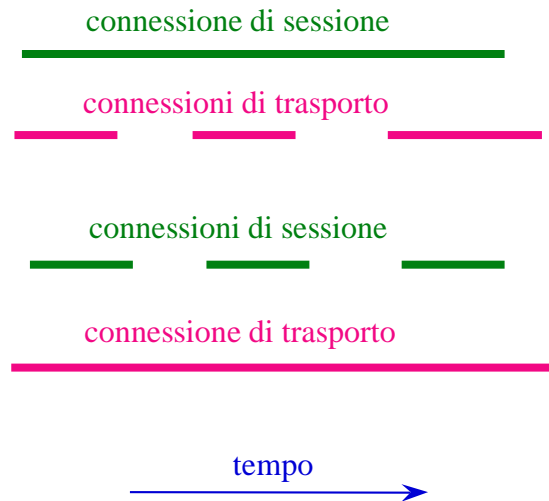 connessione di sessione
connessioni di trasporto
connessioni di sessione
connessione di trasporto
tempo